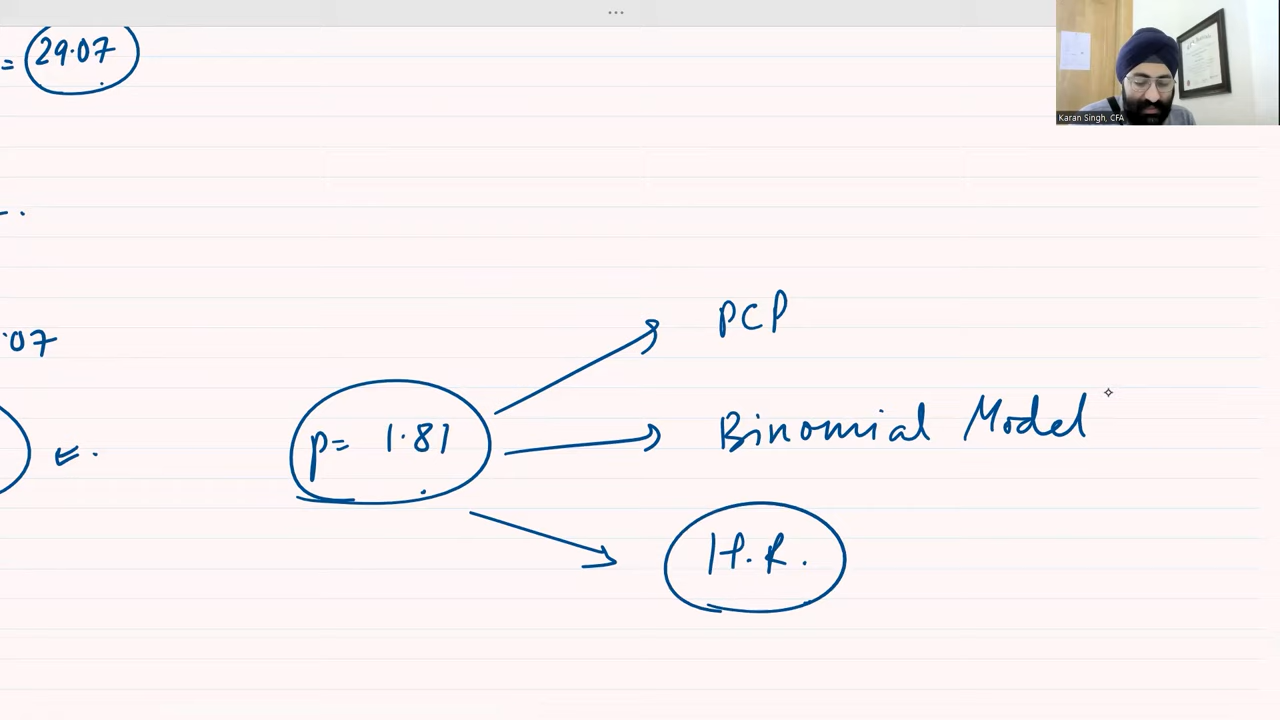 = 29.07
Karan Singh, CFA
PCP
.07
Binomial Model
p= 1.81
H.R.